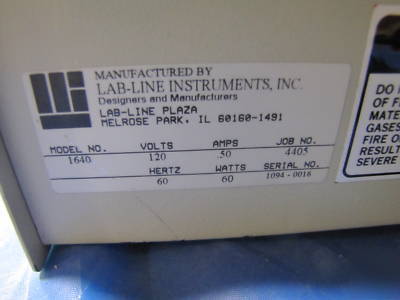 MANUFACTURED BY
LAB-LINE INSTRUMENTS, INC.
Designers and Manufacturers
LAB-LINE PLAZA
MELROSE PARK, IL 60160-1491
MODEL NO. VOLTS AMPS JOB NO.
1640 120 .50 4405
HERTZ WATTS SERIAL NO.
60 60 1094-0016
DO
OF F
MATE
GASES
FIRE O
RESULT
SEVERE